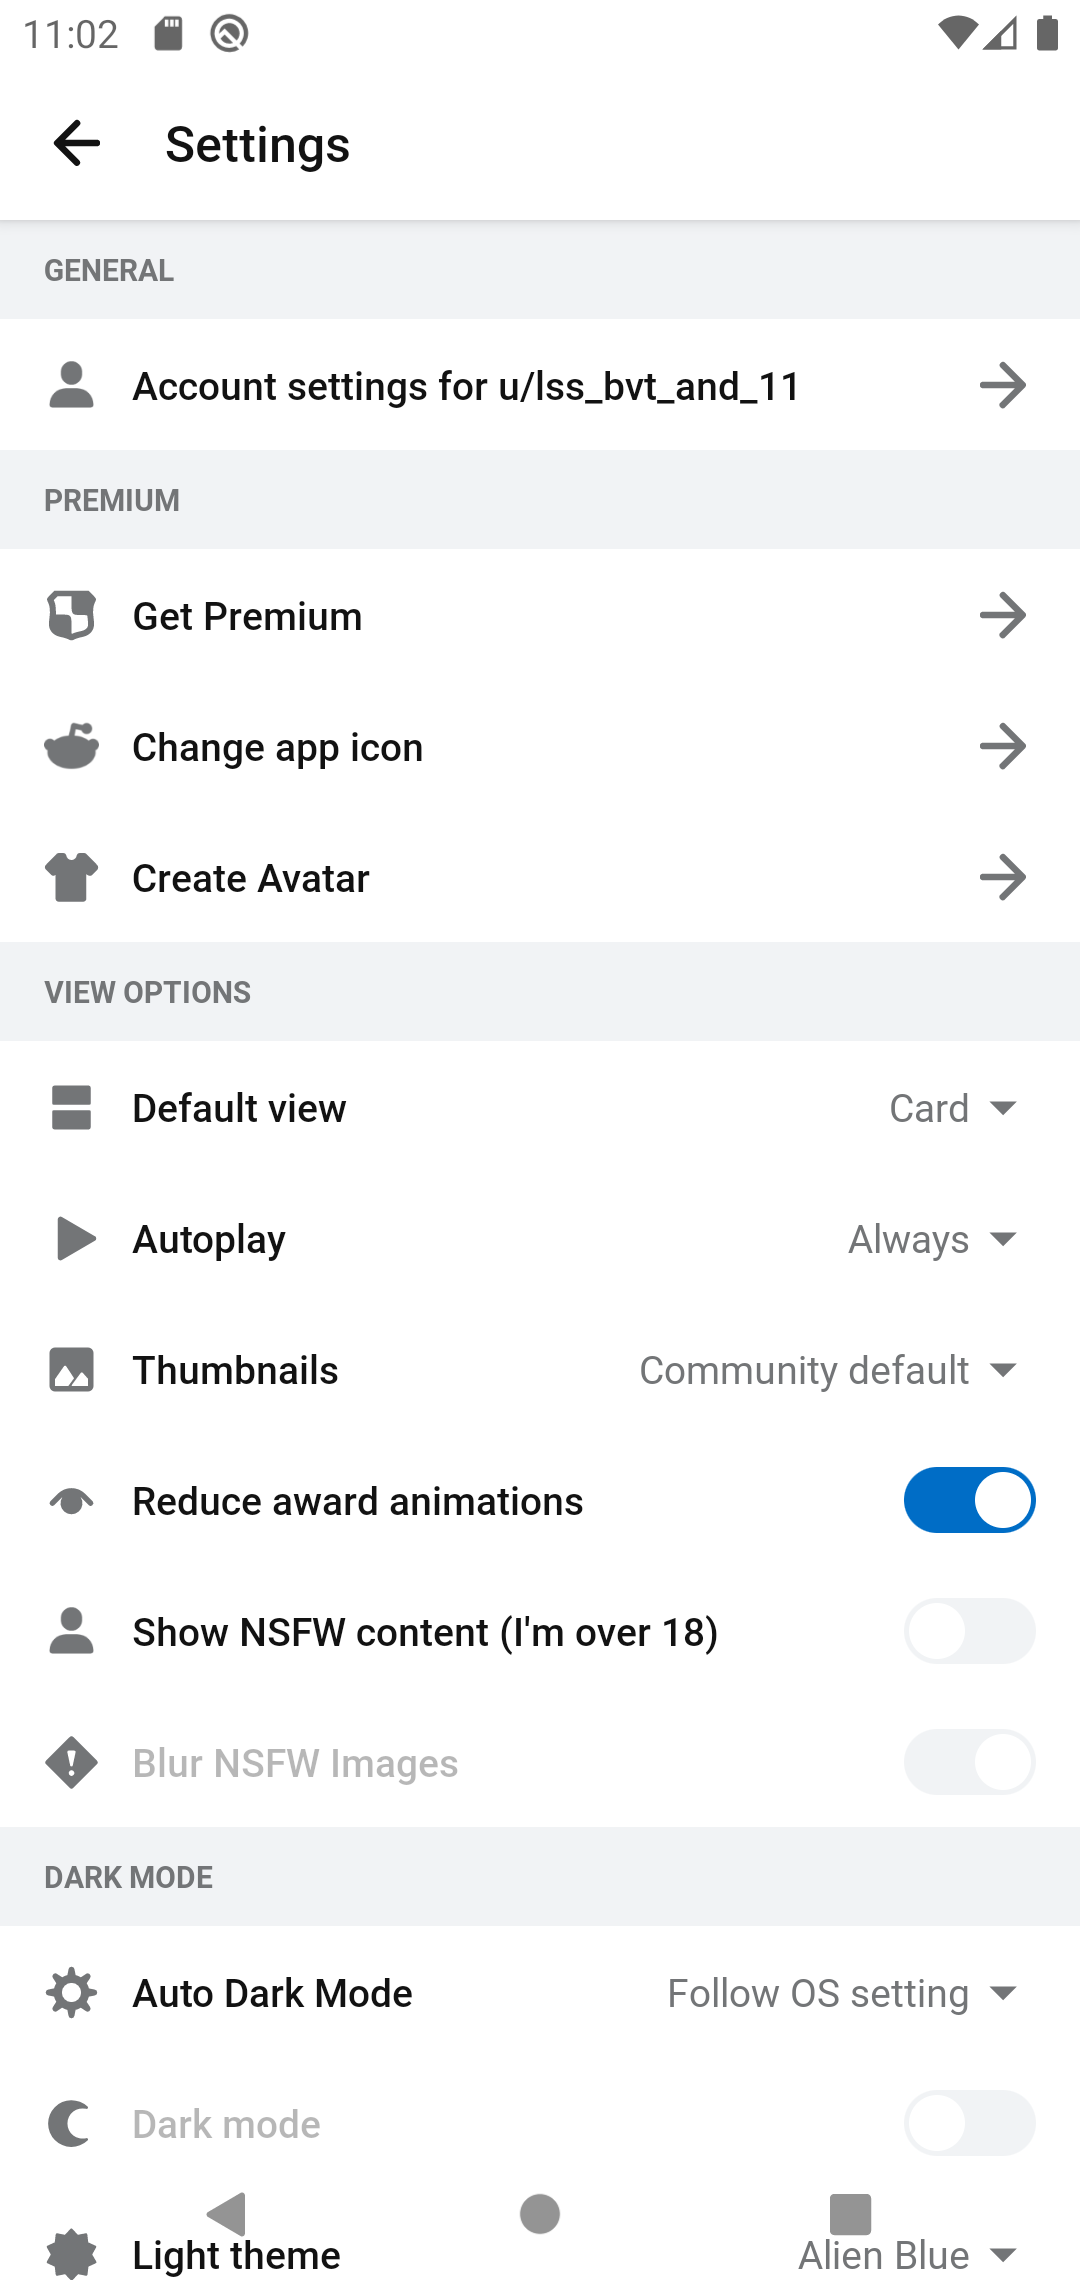 11:02
Settings
GENERAL
Account settings for u/lss_bvt_and_11
PREMIUM
Get Premium
Change app icon
Create Avatar
VIEW OPTIONS
Default view Card
Autoplay Always
Thumbnails Community default
Reduce award animations
Show NSFW content (I'm over 18)
Blur NSFW Images
DARK MODE
Auto Dark Mode Follow OS setting
Dark mode
Light theme Alien Blue